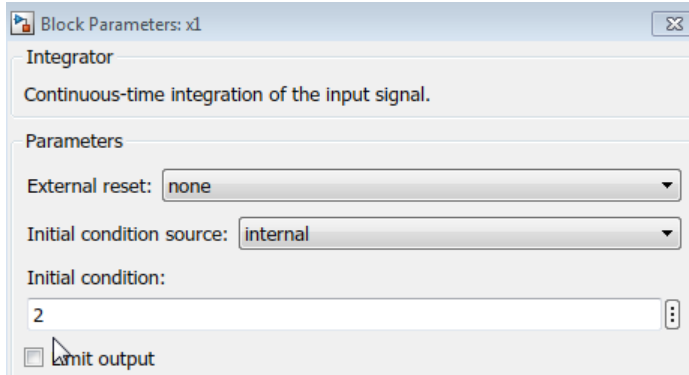 Block Parameters: x1
Integrator
Continuous-time integration of the input signal.
Parameters
External reset: none
Initial condition source: internal
Initial condition:
2
Limit output